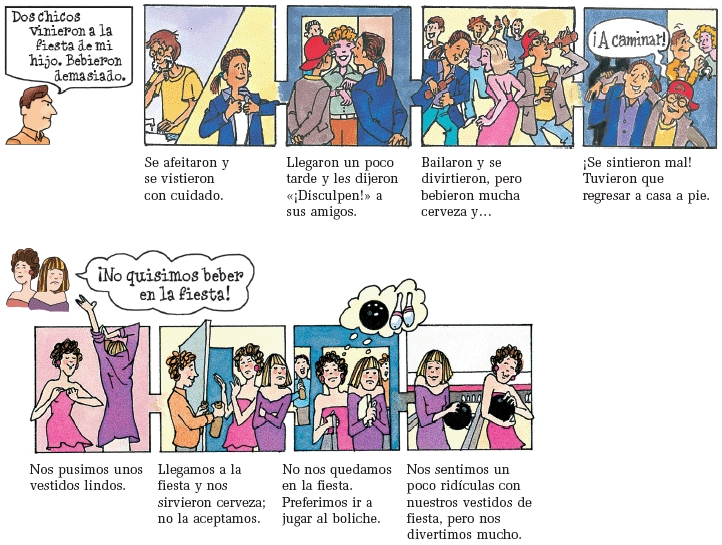 Dos chicos
vinieron a la
fiesta de mi
hijo. Bebieron
demasiado.
¡A caminar!
Se afeitaron y
se vistieron
con cuidado.
Llegaron un poco
tarde y les dijeron
«¡Disculpen!» a
sus amigos.
Bailaron y se
divirtieron, pero
bebieron mucha
cerveza y…
¡Se sintieron mal!
Tuvieron que
regresar a casa a pie.
¡No quisimos beber
en la fiesta!
Nos pusimos unos
vestidos lindos.
Llegamos a la
fiesta y nos
sirvieron cerveza;
no la aceptamos.
No nos quedamos
en la fiesta.
Preferimos ir a
jugar al boliche.
Nos sentimos un
poco ridículas con
nuestros vestidos de
fiesta, pero nos
divertimos mucho.